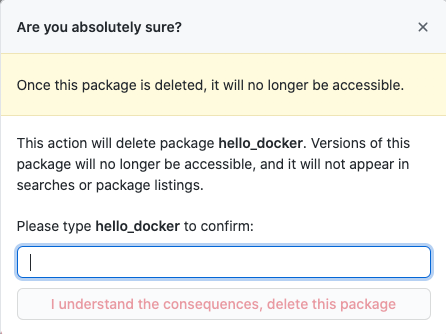 Are you absolutely sure?
Once this package is deleted, it will no longer be accessible.
This action will delete package hello_docker. Versions of this
package will no longer be accessible, and it will not appear in
searches or package listings.
Please type hello_docker to confirm:
I understand the consequences, delete this package